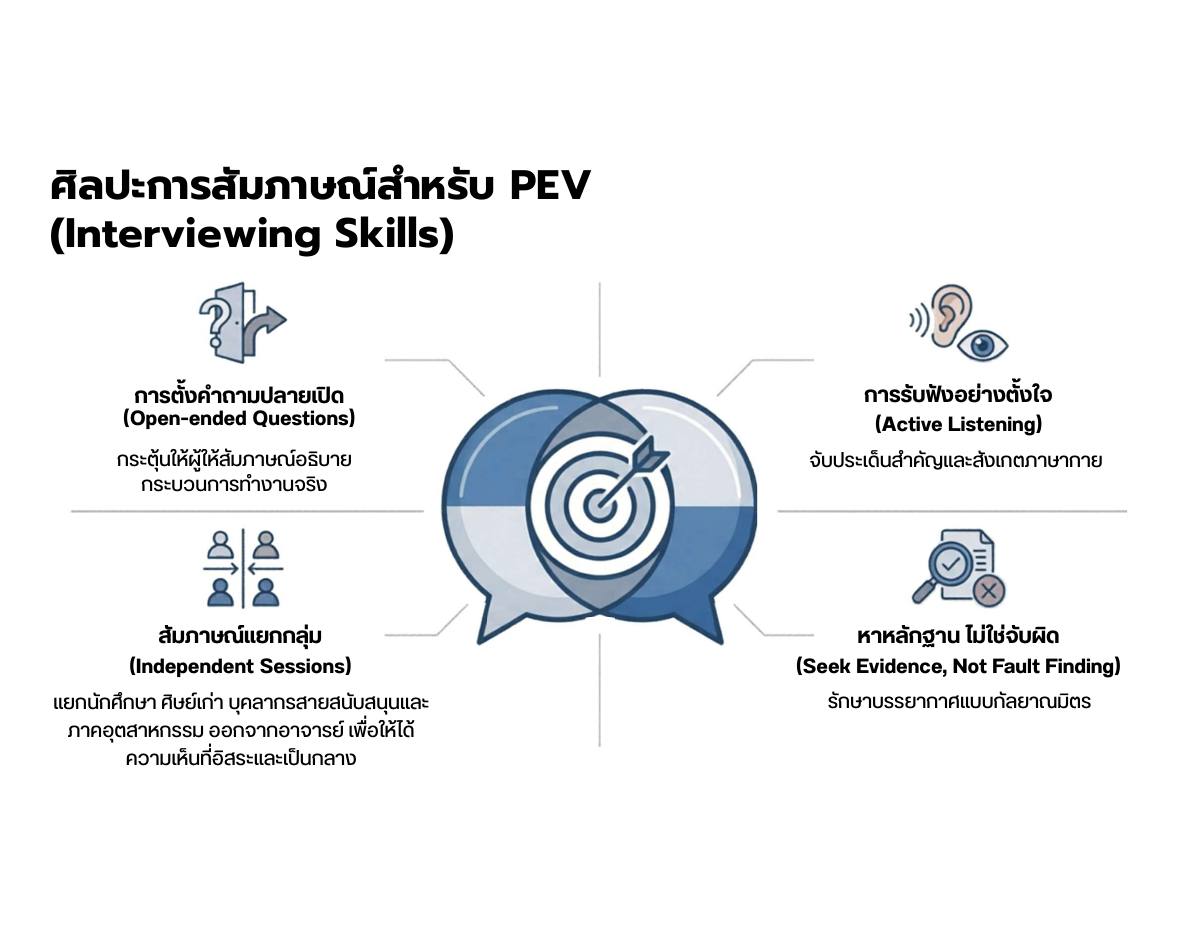 ศิลปะการสัมภาษณ์สำหรับ PEV
(Interviewing Skills)
การตั้งคำถามปลายเปิด
(Open-ended Questions)
กระตุ้นให้ผู้ให้สัมภาษณ์อธิบาย
กระบวนการทำงานจริง
การรับฟังอย่างตั้งใจ
(Active Listening)
จับประเด็นสำคัญและสังเกตภาษากาย
สัมภาษณ์แยกกลุ่ม
(Independent Sessions)
แยกนักศึกษา ศิษย์เก่า บุคลากรสายสนับสนุนและ
ภาคอุตสาหกรรม ออกจากอาจารย์ เพื่อให้ได้
ความเห็นที่อิสระและเป็นกลาง
หาหลักฐาน ไม่ใช่จับผิด
(Seek Evidence, Not Fault Finding)
รักษาบรรยากาศแบบกัลยาณมิตร